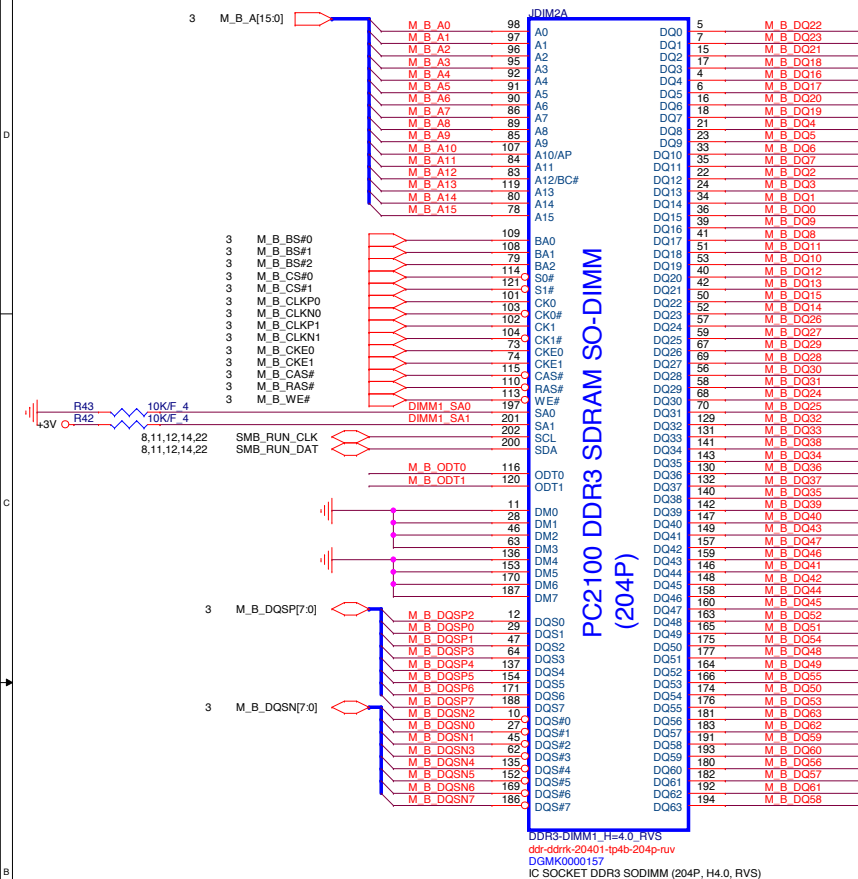 JDIM2A
3 M_B_A[15:0]
M_B_A0 98 A0 DQ0 5 M_B_DQ22
M_B_A1 97 A1 DQ1 7 M_B_DQ23
M_B_A2 96 A2 DQ2 15 M_B_DQ21
M_B_A3 95 A3 DQ3 17 M_B_DQ18
M_B_A4 92 A4 DQ4 4 M_B_DQ16
M_B_A5 91 A5 DQ5 6 M_B_DQ17
M_B_A6 90 A6 DQ6 16 M_B_DQ20
M_B_A7 86 A7 DQ7 18 M_B_DQ19
M_B_A8 89 A8 DQ8 21 M_B_DQ4
M_B_A9 85 A9 DQ9 23 M_B_DQ5
M_B_A10 107 A10/AP DQ10 33 M_B_DQ6
M_B_A11 84 A11 DQ11 35 M_B_DQ7
M_B_A12 83 A12/BC# DQ12 22 M_B_DQ2
M_B_A13 119 A13 DQ13 24 M_B_DQ3
M_B_A14 80 A14 DQ14 34 M_B_DQ1
M_B_A15 78 A15 DQ15 36 M_B_DQ0
DQ16 39 M_B_DQ9
3 M_B_BS#0 109 BA0 DQ17 41 M_B_DQ8
3 M_B_BS#1 108 BA1 DQ18 51 M_B_DQ11
3 M_B_BS#2 79 BA2 DQ19 53 M_B_DQ10
3 M_B_CS#0 114 S0# DQ20 40 M_B_DQ12
3 M_B_CS#1 121 S1# DQ21 42 M_B_DQ13
3 M_B_CLKP0 101 CK0 DQ22 50 M_B_DQ15
3 M_B_CLKN0 103 CK0# DQ23 52 M_B_DQ14
3 M_B_CLKP1 102 CK1 DQ24 57 M_B_DQ26
3 M_B_CLKN1 104 CK1# DQ25 59 M_B_DQ27
3 M_B_CKE0 73 CKE0 DQ26 67 M_B_DQ29
3 M_B_CKE1 74 CKE1 DQ27 69 M_B_DQ28
3 M_B_CAS# 115 CAS# DQ28 56 M_B_DQ30
3 M_B_RAS# 110 RAS# DQ29 58 M_B_DQ31
3 M_B_WE# 113 WE# DQ30 68 M_B_DQ24
R43 10K/F_4 DIMM1_SA0 197 SA0 DQ31 70 M_B_DQ25
+3V R42 10K/F_4 DIMM1_SA1 201 SA1 DQ32 129 M_B_DQ32
8,11,12,14,22 SMB_RUN_CLK 202 SCL DQ33 131 M_B_DQ33
8,11,12,14,22 SMB_RUN_DAT 200 SDA DQ34 141 M_B_DQ38
DQ35 143 M_B_DQ34
M_B_ODT0 116 ODT0 DQ36 130 M_B_DQ36
M_B_ODT1 120 ODT1 DQ37 132 M_B_DQ37
DQ38 140 M_B_DQ35
11 DM0 DQ39 142 M_B_DQ39
28 DM1 DQ40 147 M_B_DQ40
46 DM2 DQ41 149 M_B_DQ43
63 DM3 DQ42 157 M_B_DQ47
136 DM4 DQ43 159 M_B_DQ46
153 DM5 DQ44 146 M_B_DQ41
170 DM6 DQ45 148 M_B_DQ42
187 DM7 DQ46 158 M_B_DQ44
DQ47 160 M_B_DQ45
3 M_B_DQSP[7:0]
M_B_DQSP2 12 DQS0 DQ48 163 M_B_DQ52
M_B_DQSP0 29 DQS1 DQ49 165 M_B_DQ51
M_B_DQSP1 47 DQS2 DQ50 175 M_B_DQ54
M_B_DQSP3 64 DQS3 DQ51 177 M_B_DQ48
M_B_DQSP4 137 DQS4 DQ52 164 M_B_DQ49
M_B_DQSP5 154 DQS5 DQ53 166 M_B_DQ55
M_B_DQSP6 171 DQS6 DQ54 174 M_B_DQ50
M_B_DQSP7 188 DQS7 DQ55 176 M_B_DQ53
3 M_B_DQSN[7:0]
M_B_DQSN2 10 DQS#0 DQ56 181 M_B_DQ63
M_B_DQSN0 27 DQS#1 DQ57 183 M_B_DQ62
M_B_DQSN1 45 DQS#2 DQ58 191 M_B_DQ59
M_B_DQSN3 62 DQS#3 DQ59 193 M_B_DQ60
M_B_DQSN4 135 DQS#4 DQ60 180 M_B_DQ56
M_B_DQSN5 152 DQS#5 DQ61 182 M_B_DQ57
M_B_DQSN6 169 DQS#6 DQ62 192 M_B_DQ61
M_B_DQSN7 186 DQS#7 DQ63 194 M_B_DQ58
PC2100 DDR3 SDRAM SO-DIMM
(204P)
DDR3-DIMM1_H=4.0_RVS
ddr-ddrrk-20401-tp4b-204p-ruv
DGMK0000157
IC SOCKET DDR3 SODIMM (204P, H4.0, RVS)
D
C
B